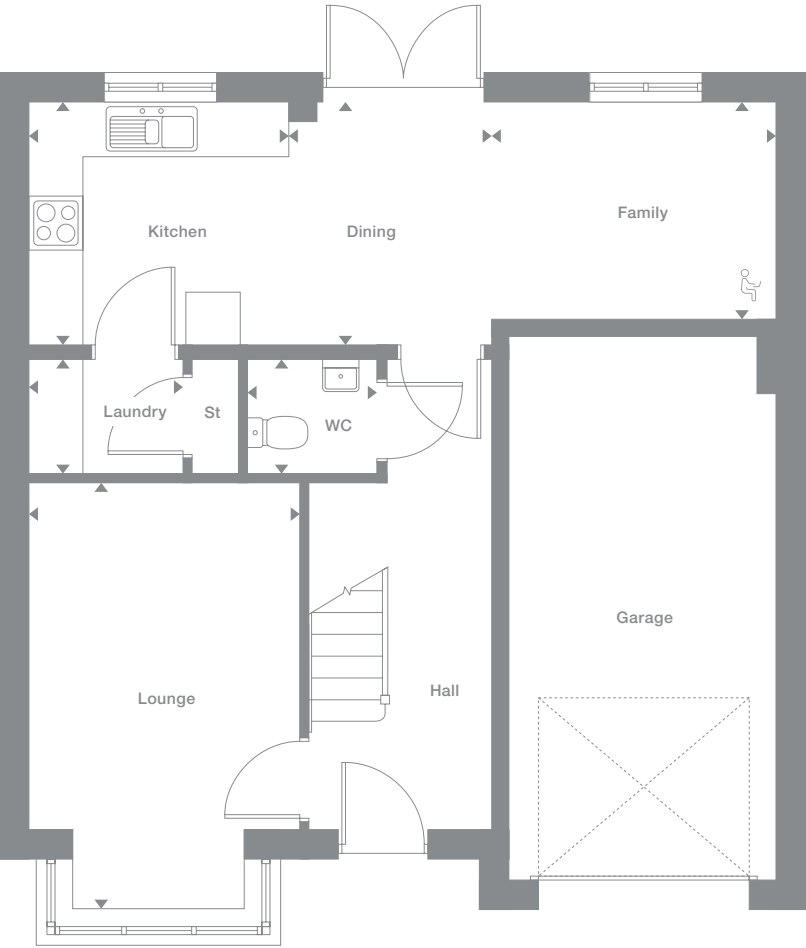 Family
Kitchen
Dining
Laundry
St
WC
Garage
Hall
Lounge